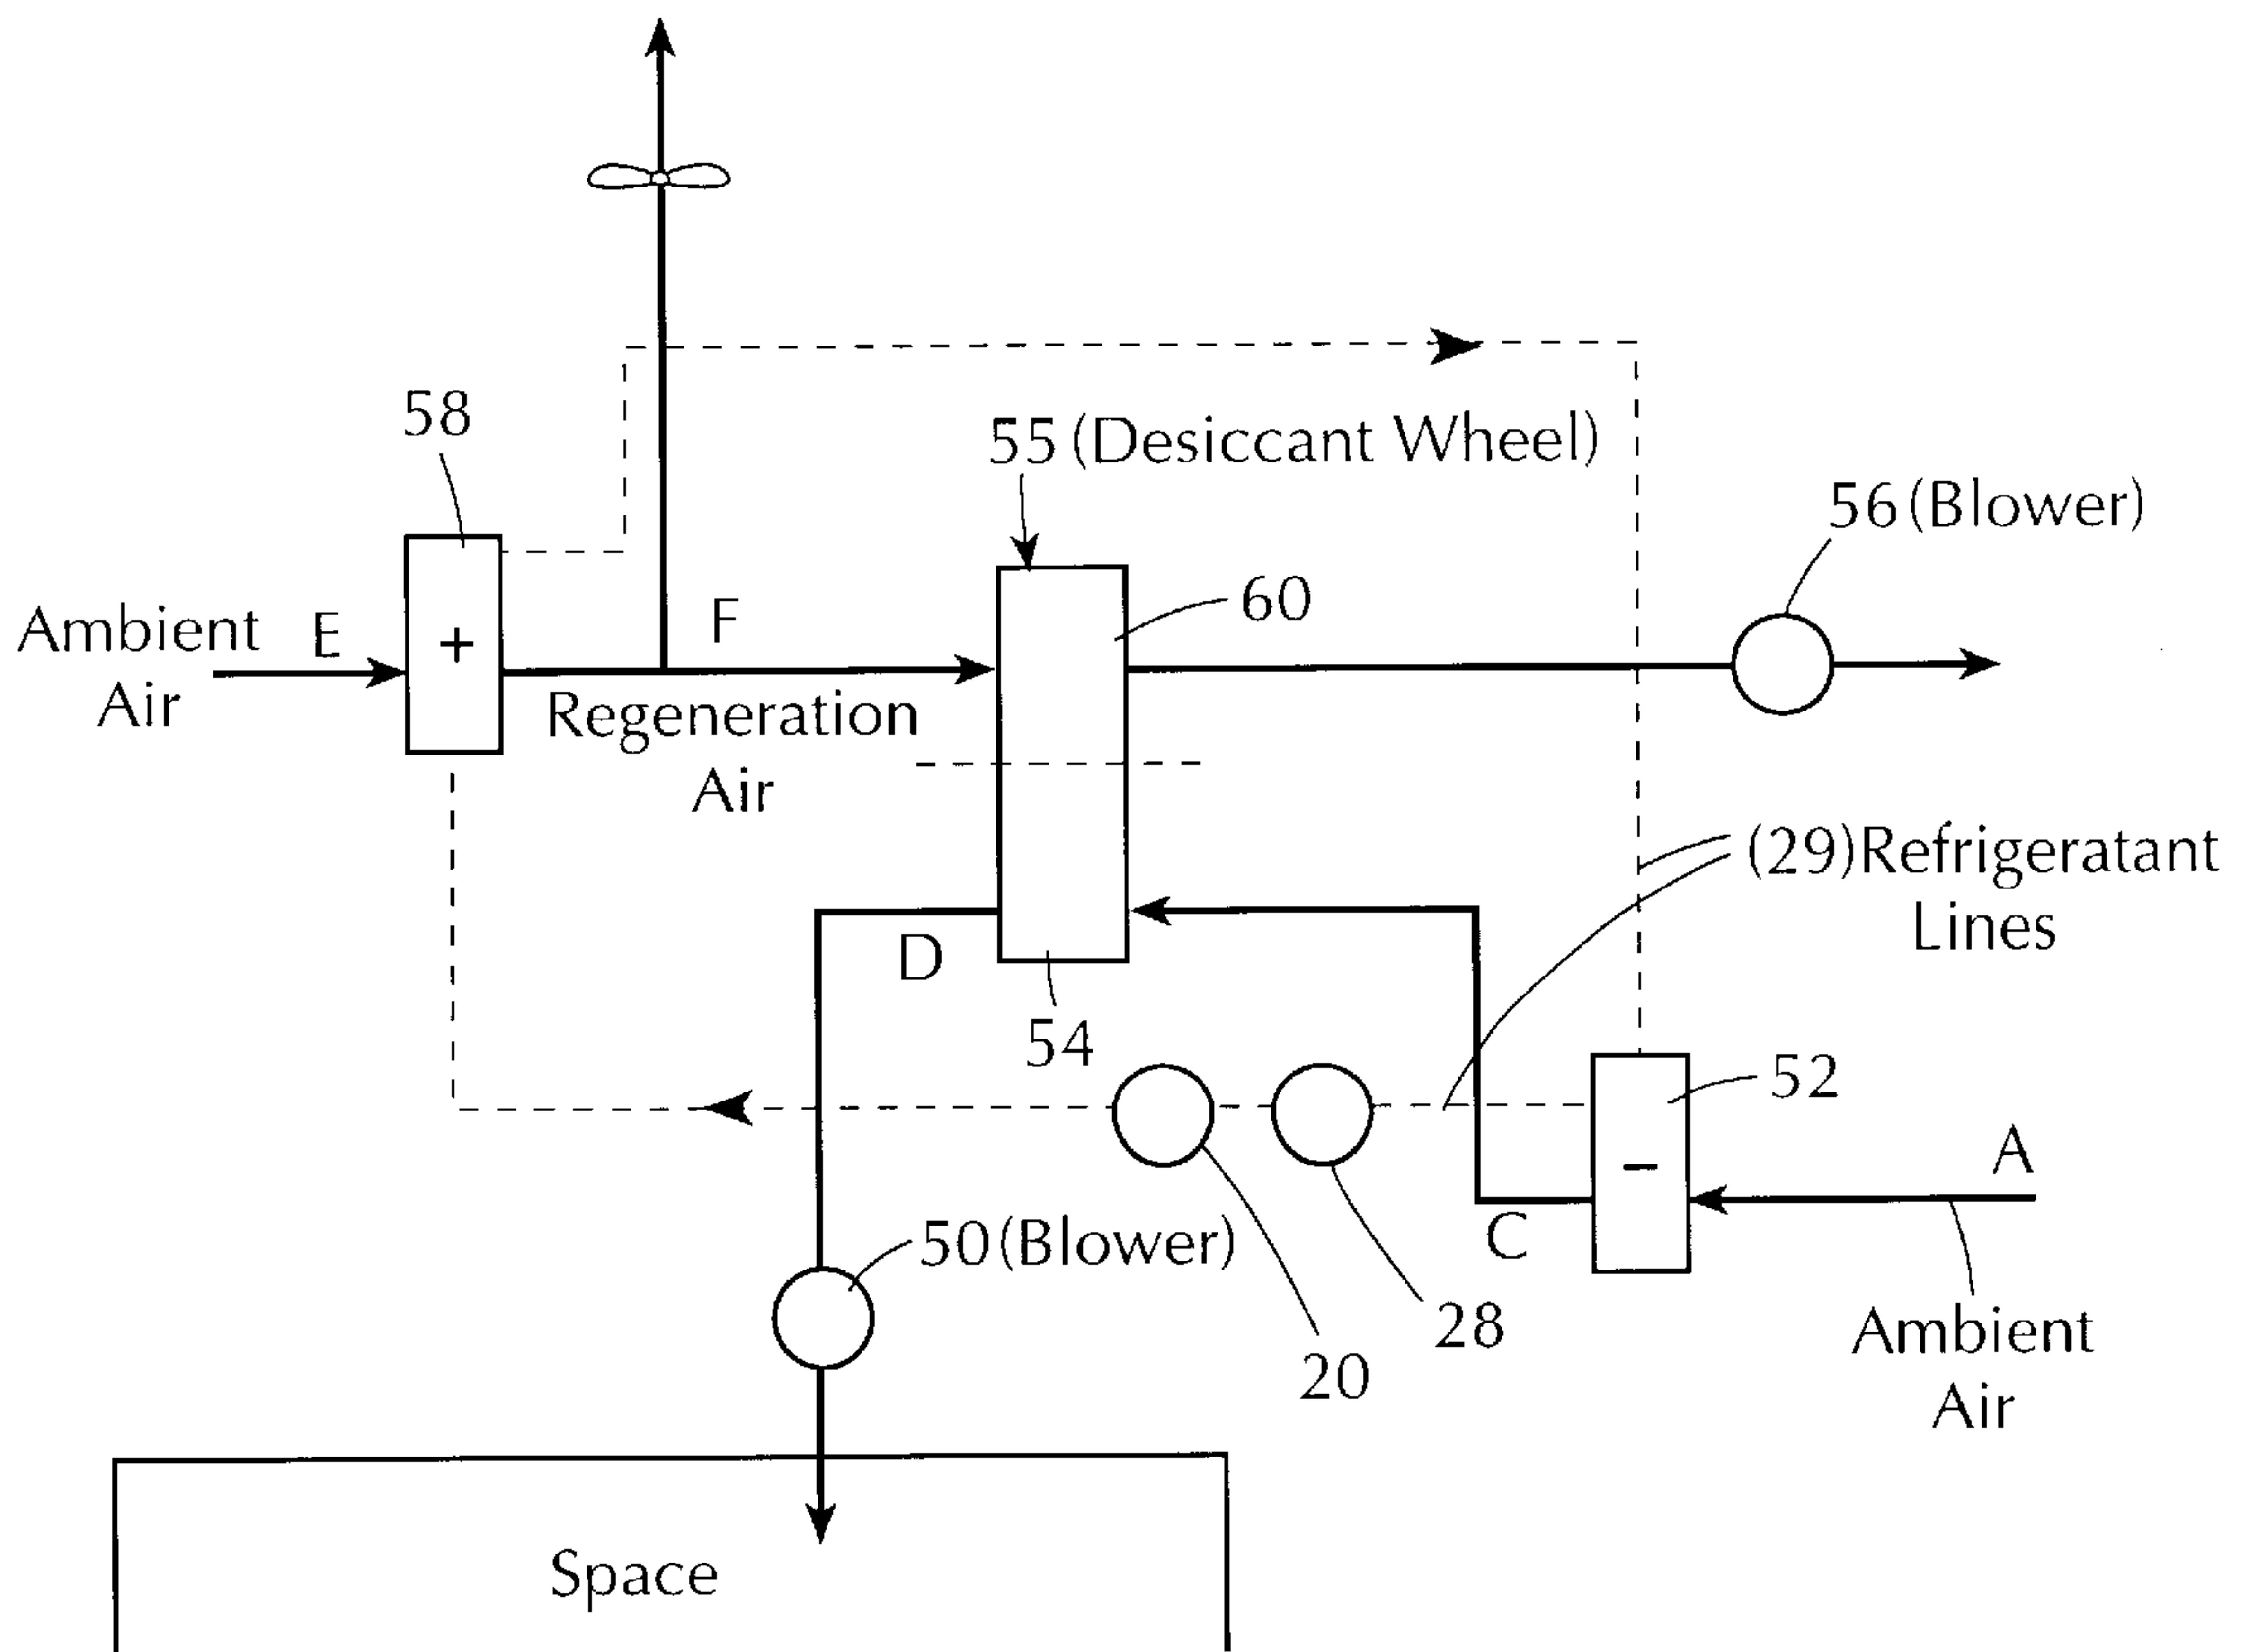 58
55 (Desiccant Wheel)
56 (Blower)
60
Ambient
Air
E
+
F
Regeneration
Air
(29) Refrigeratant
Lines
D
54
52
A
−
C
50 (Blower)
28
20
Ambient
Air
Space